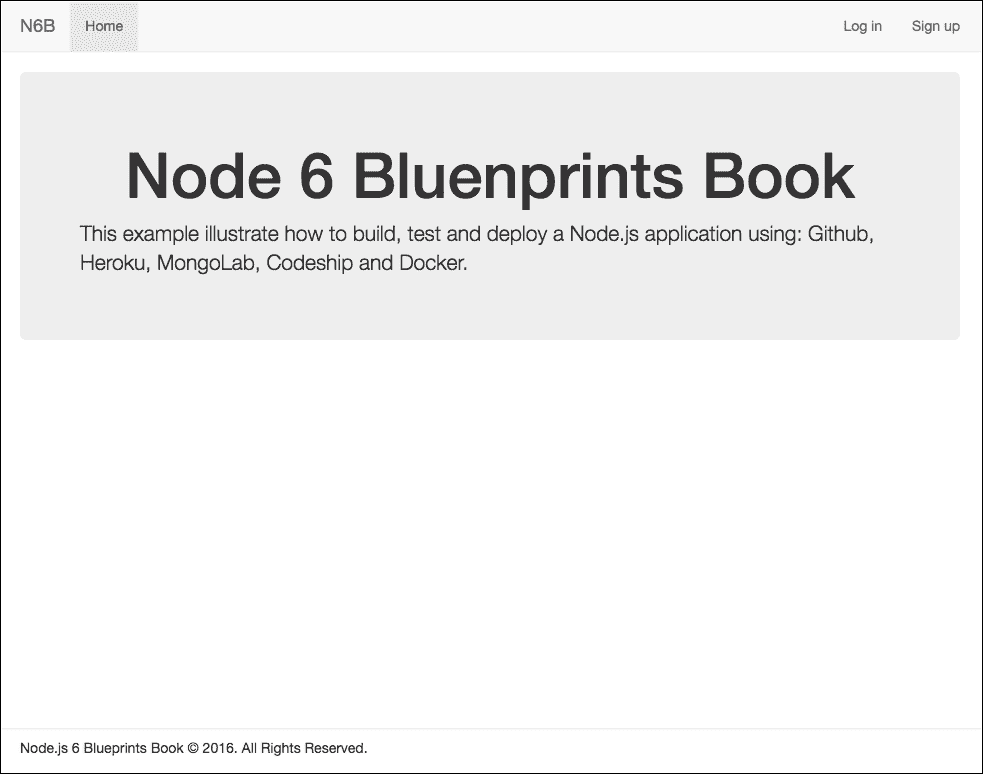 N6B Home Log in Sign up
Node 6 Bluenprints Book
This example illustrate how to build, test and deploy a Node.js application using: Github,
Heroku, MongoLab, Codeship and Docker.
Node.js 6 Blueprints Book © 2016. All Rights Reserved.